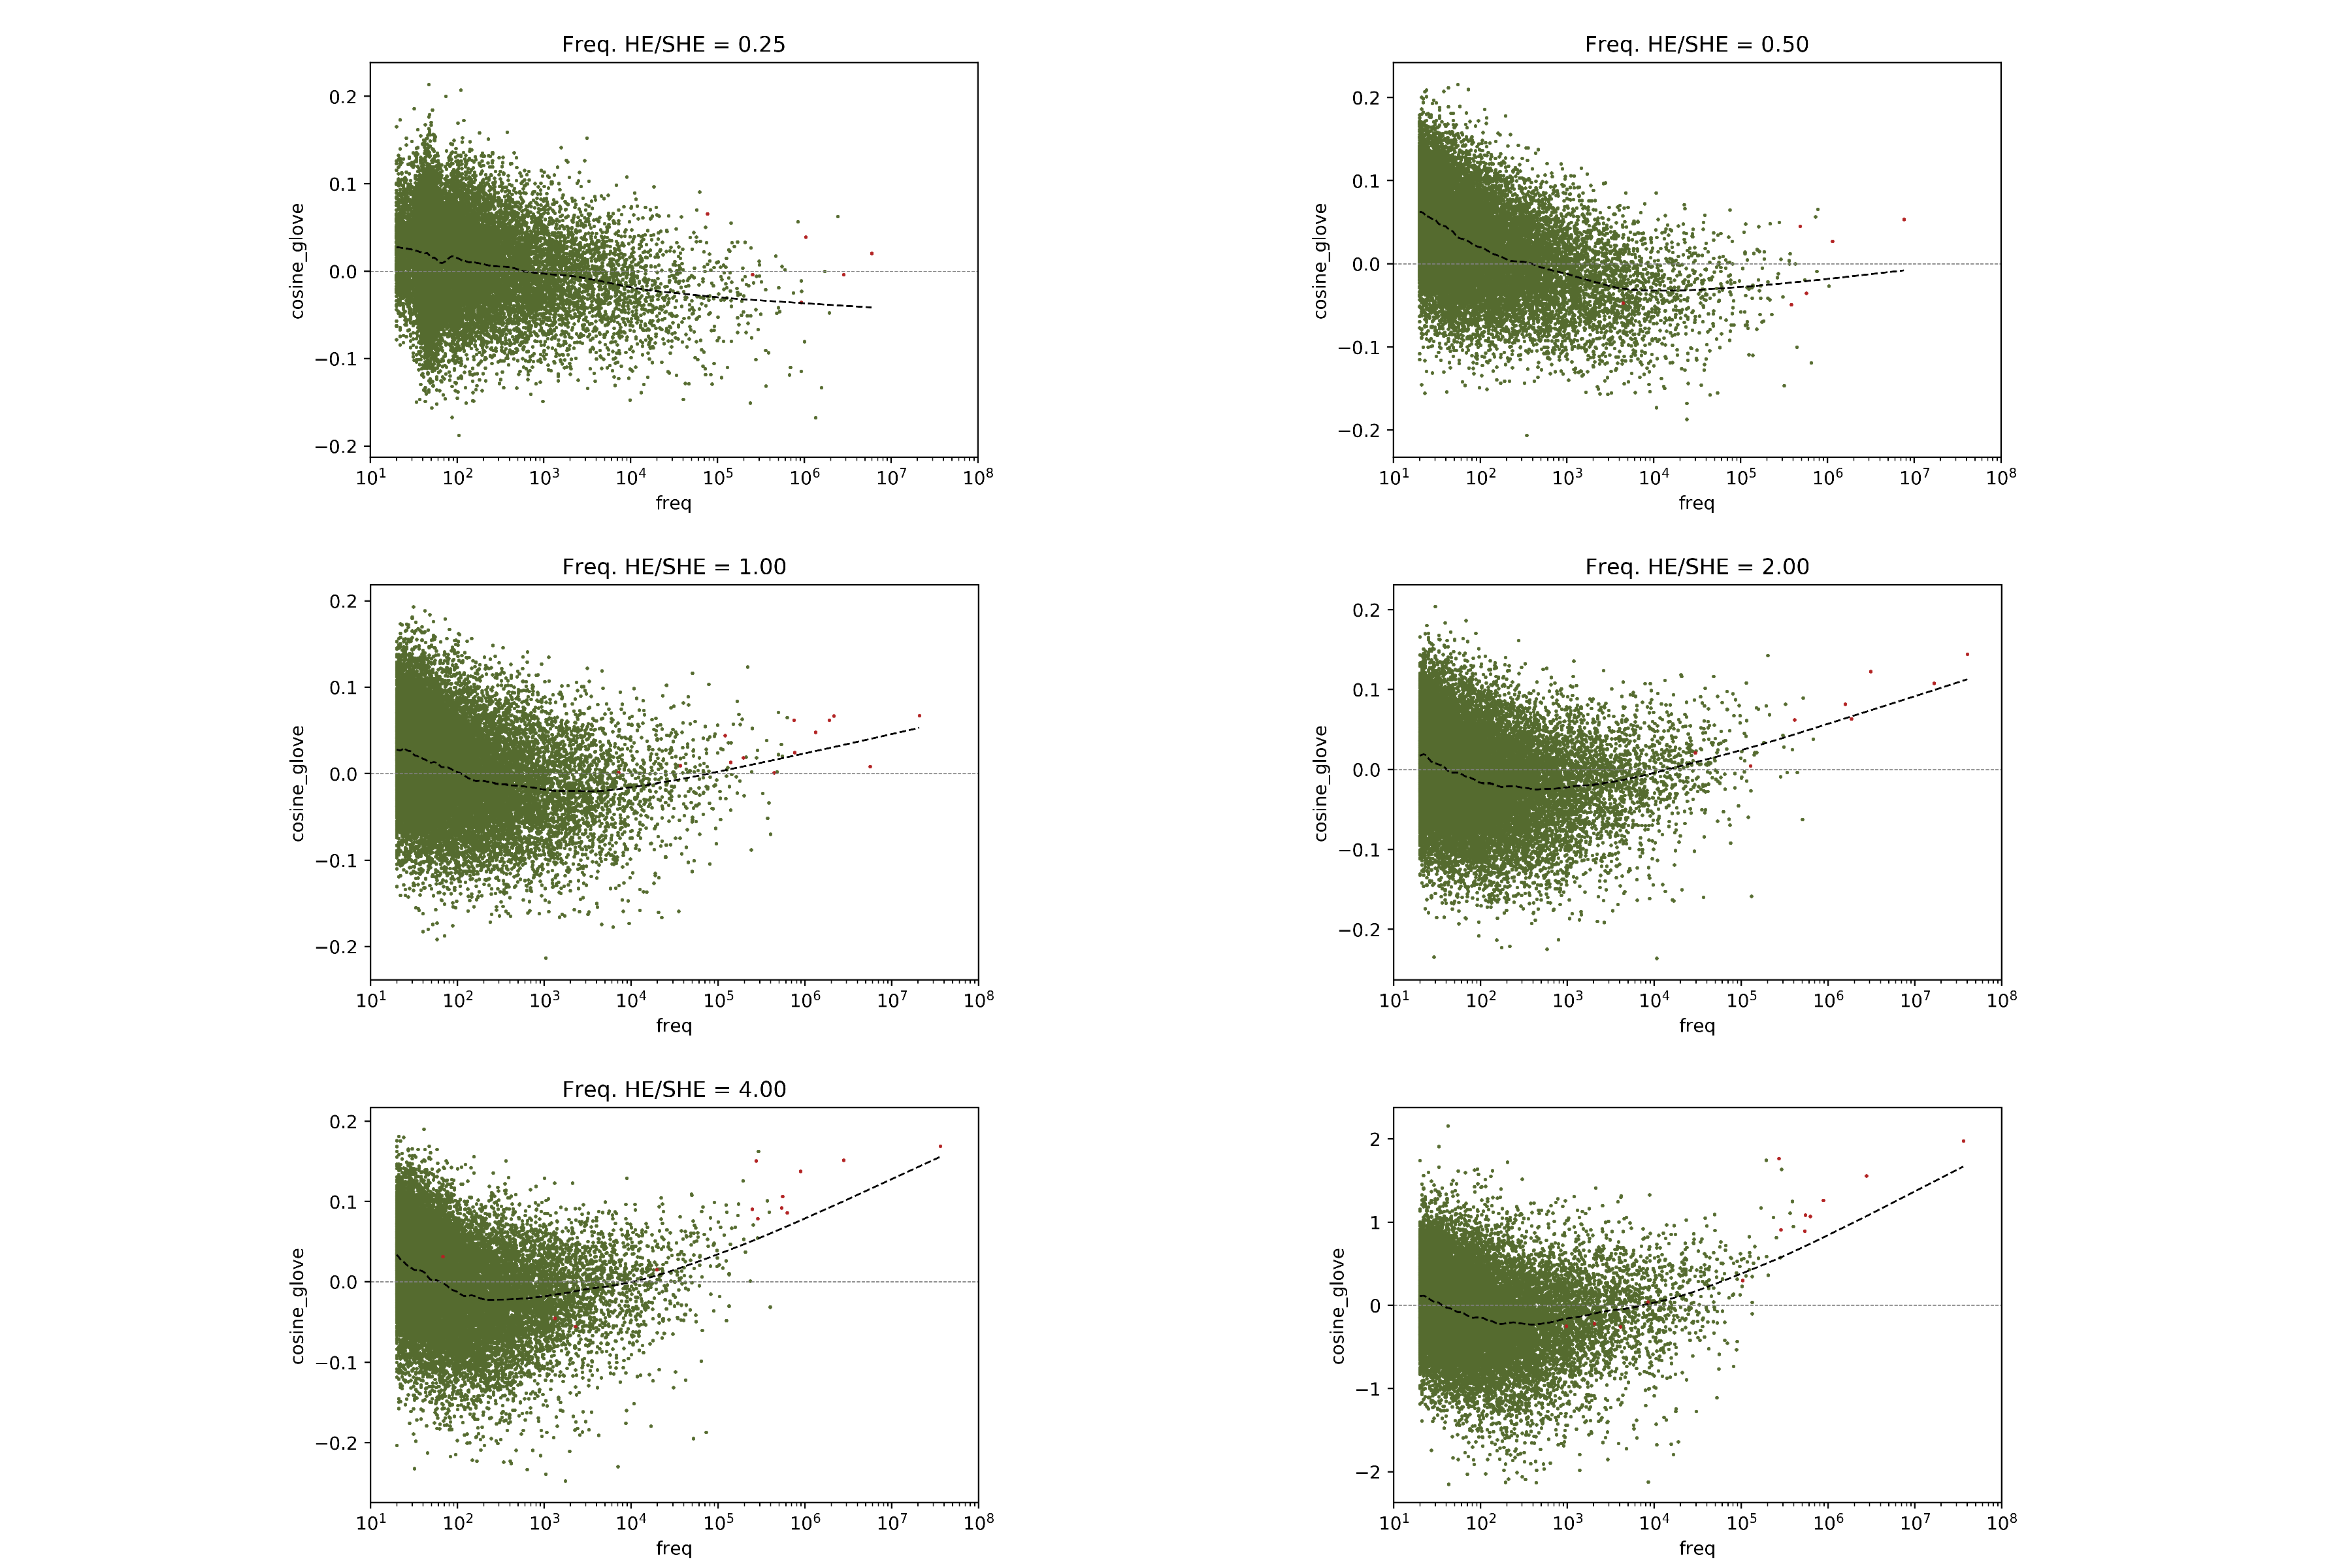 Freq. HE/SHE = 0.25
0.2
0.1
0.0
−0.1
−0.2
cosine_glove
10¹ 10² 10³ 10⁴ 10⁵ 10⁶ 10⁷ 10⁸
freq
Freq. HE/SHE = 0.50
0.2
0.1
0.0
−0.1
−0.2
cosine_glove
10¹ 10² 10³ 10⁴ 10⁵ 10⁶ 10⁷ 10⁸
freq
Freq. HE/SHE = 1.00
0.2
0.1
0.0
−0.1
−0.2
cosine_glove
10¹ 10² 10³ 10⁴ 10⁵ 10⁶ 10⁷ 10⁸
freq
Freq. HE/SHE = 2.00
0.2
0.1
0.0
−0.1
−0.2
cosine_glove
10¹ 10² 10³ 10⁴ 10⁵ 10⁶ 10⁷ 10⁸
freq
Freq. HE/SHE = 4.00
0.2
0.1
0.0
−0.1
−0.2
cosine_glove
10¹ 10² 10³ 10⁴ 10⁵ 10⁶ 10⁷ 10⁸
freq
2
1
0
−1
−2
cosine_glove
10¹ 10² 10³ 10⁴ 10⁵ 10⁶ 10⁷ 10⁸
freq